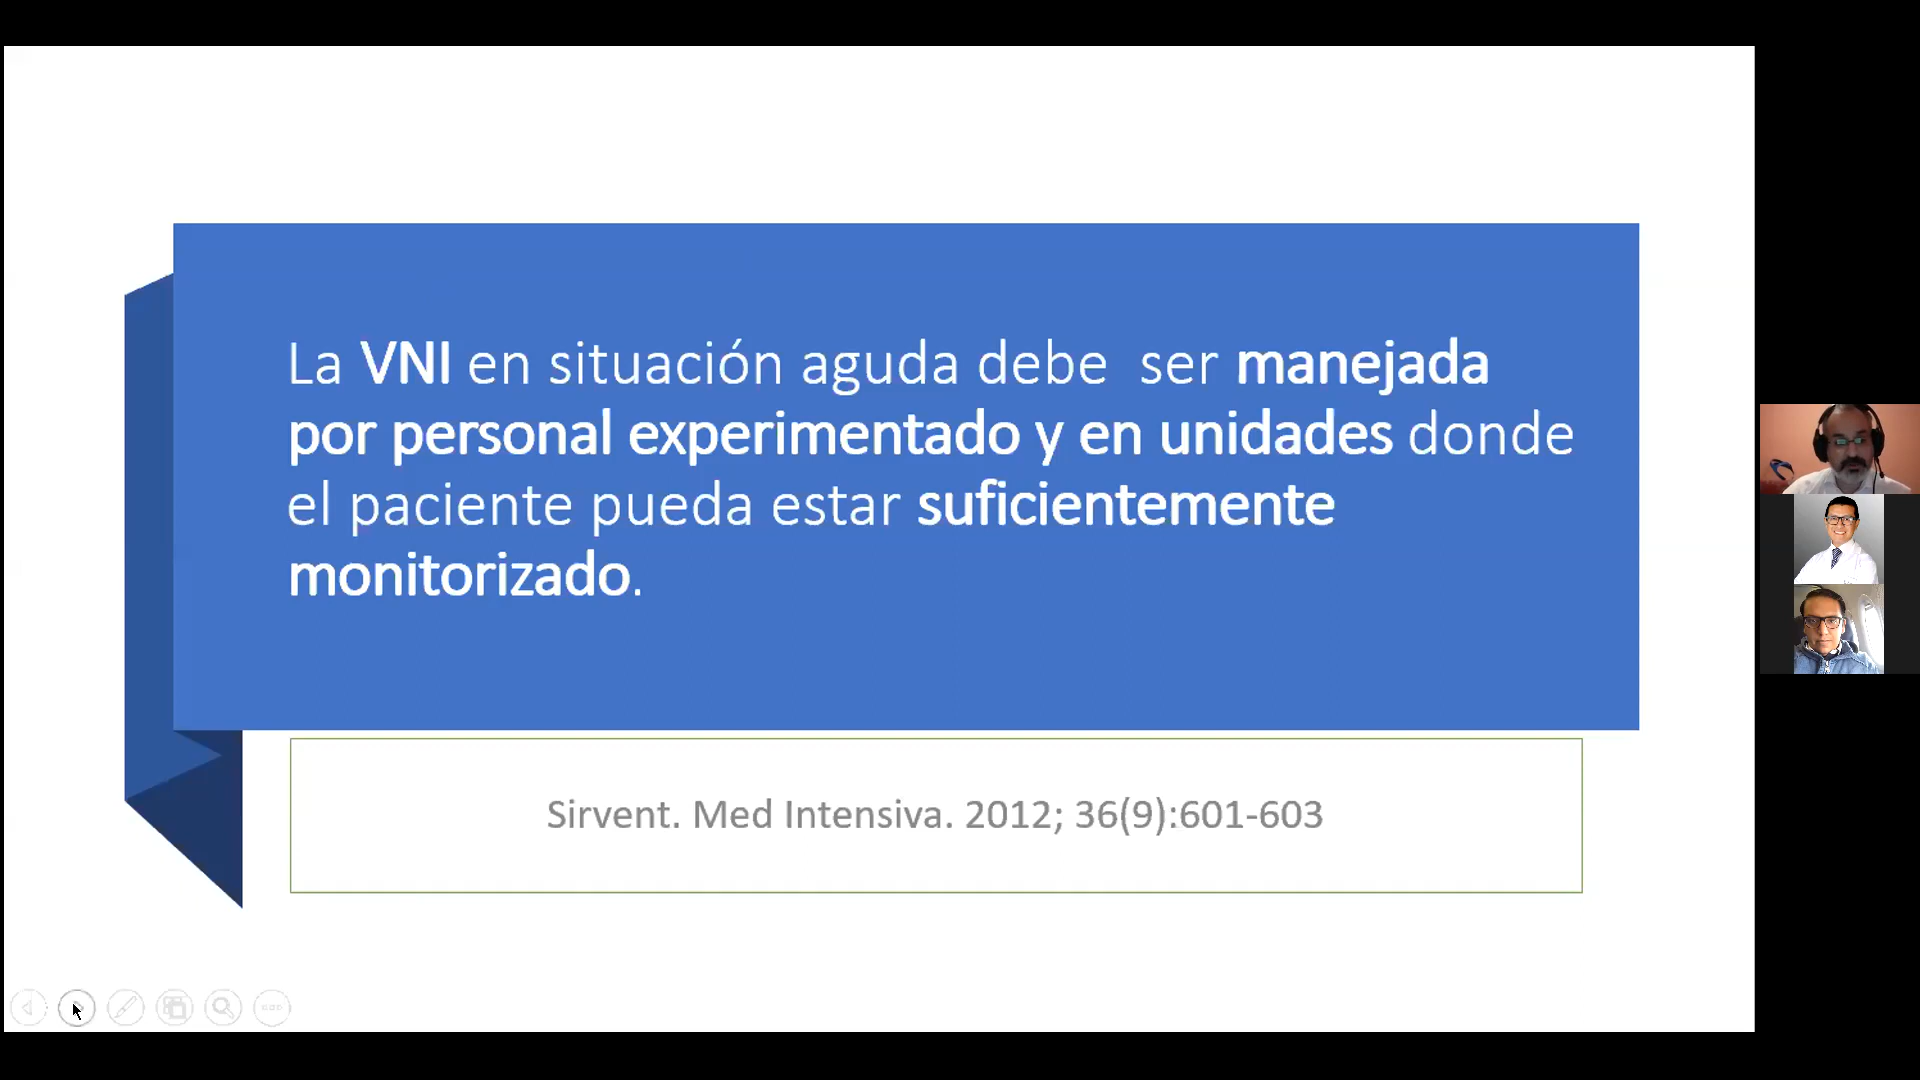 La VNI en situación aguda debe  ser manejada
por personal experimentado y en unidades donde
el paciente pueda estar suficientemente
monitorizado.
Sirvent. Med Intensiva. 2012; 36(9):601-603